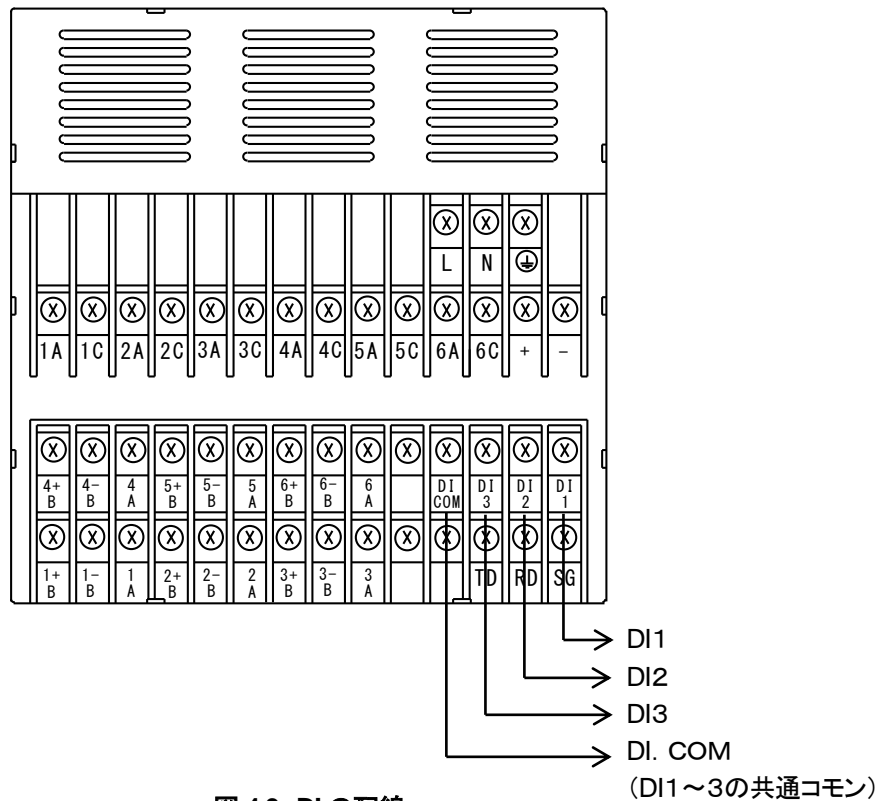 L N
1A 1C 2A 2C 3A 3C 4A 4C 5A 5C 6A 6C + -
4+ 4- 4 5+ 5- 5 6+ 6- 6 DI DI DI DI
B B A B B A B B A COM 3 2 1
1+ 1- 1 2+ 2- 2 3+ 3- 3 TD RD SG
B B A B B A B B A
DI1
DI2
DI3
DI. COM
(DI1～3の共通コモン)